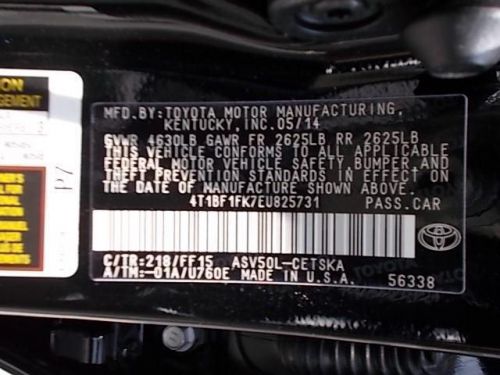 MFD.BY:TOYOTA MOTOR MANUFACTURING,
KENTUCKY, INC. 05/14
GVWR 4630LB GAWR FR 2625LB RR 2625LB
THIS VEHICLE CONFORMS TO ALL APPLICABLE
FEDERAL MOTOR VEHICLE SAFETY, BUMPER, AND
THEFT PREVENTION STANDARDS IN EFFECT ON
THE DATE OF MANUFACTURE SHOWN ABOVE.
4T1BF1FK7EU825731 PASS.CAR
C/TR:218/FF15 ASV50L-CETSKA
A/TM:-01A/U760E MADE IN U.S.A. 56338